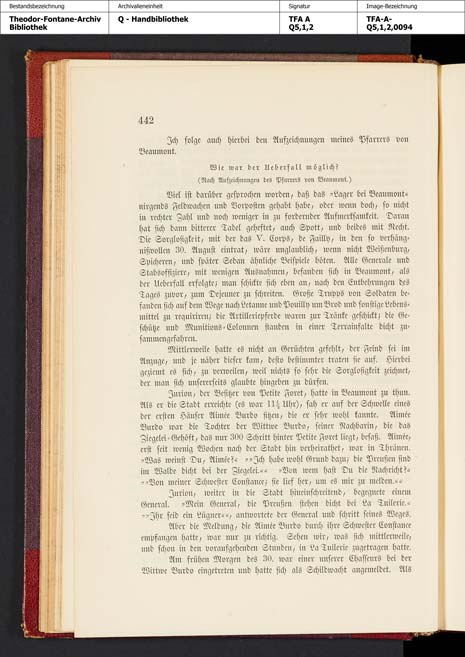 Bestandsbezeichnung
Theodor-Fontane-Archiv
Bibliothek
Archivalieneinheit
Q - Handbibliothek
Signatur
TFA A
Q5,1,2
Image-Bezeichnung
TFA-A-
Q5,1,2,0094
442
Ich folge auch hierbei den Aufzeichnungen meines Pfarrers von
Beaumont.
Wie war der Ueberfall möglich?
(Nach Aufzeichnungen des Pfarrers von Beaumont.)
Viel ist darüber gesprochen worden, daß das »Lager bei Beaumont«
nirgends Feldwachen und Vorposten gehabt habe, oder wenn doch, so nicht
in rechter Zahl und noch weniger in zu fordernder Aufmerksamkeit. Daran
hat sich dann bitterer Tadel geheftet, auch Spott, und beides mit Recht.
Die Sorglosigkeit, mit der das V. Corps, de Failly, in den so verhäng-
nißvollen 30. August eintrat, wäre unglaublich, wenn nicht Weißenburg,
Spicheren, und später Sedan ähnliche Beispiele böten. Alle Generale und
Stabsoffiziere, mit wenigen Ausnahmen, befanden sich in Beaumont, als
der Ueberfall erfolgte; man schickte sich eben an, nach den Entbehrungen des
Tages zuvor, zum Dejeuner zu schreiten. Große Trupps von Soldaten be-
fanden sich auf dem Wege nach Letanne und Pouilly um Brod und sonstige Lebens-
mittel zu requiriren; die Artilleriepferde waren zur Tränke geschickt; die Ge-
schütze und Munitions-Colonnen standen in einer Terrainfalte dicht zu-
sammengefahren.
Mittlerweile hatte es nicht an Gerüchten gefehlt, der Feind sei im
Anzuge, und je näher dieser kam, desto bestimmter traten sie auf. Hierbei
geziemt es sich, zu verweilen, weil nichts so sehr die Sorglosigkeit zeichnet,
der man sich unsererseits glaubte hingeben zu dürfen.
Jurion, der Besitzer von Petite Foret, hatte in Beaumont zu thun.
Als er die Stadt erreichte (es war 11½ Uhr), sah er auf der Schwelle eines
der ersten Häuser Aimée Burdo sitzen, die er sehr wohl kannte. Aimée
Burdo war die Tochter der Wittwe Burdo, seiner Nachbarin, die das
Ziegelei-Gehöft, das nur 300 Schritt hinter Petite Foret liegt, besaß. Aimée,
erst seit wenig Wochen nach der Stadt hin verheirathet, war in Thränen.
»Was weinst Du, Aimée?« »»Ich habe wohl Grund dazu; die Preußen sind
im Walde dicht bei der Ziegelei.«« »Von wem hast Du die Nachricht?«
»»Von meiner Schwester Constance; sie lief her, um es mir zu melden.««
Jurion, weiter in die Stadt hineinschreitend, begegnete einem
General. »Mein General, die Preußen stehen dicht bei La Tuilerie.«
»»Ihr seid ein Lügner««, antwortete der General und schritt seines Weges.
Aber die Meldung, die Aimée Burdo durch ihre Schwester Constance
empfangen hatte, war nur zu richtig. Sehen wir, was sich mittlerweile,
und schon in den voraufgehenden Stunden, in La Tuilerie zugetragen hatte.
Am frühen Morgen des 30. war einer unserer Chasseurs bei der
Wittwe Burdo eingetreten und hatte sich als Schildwacht angemeldet. Als